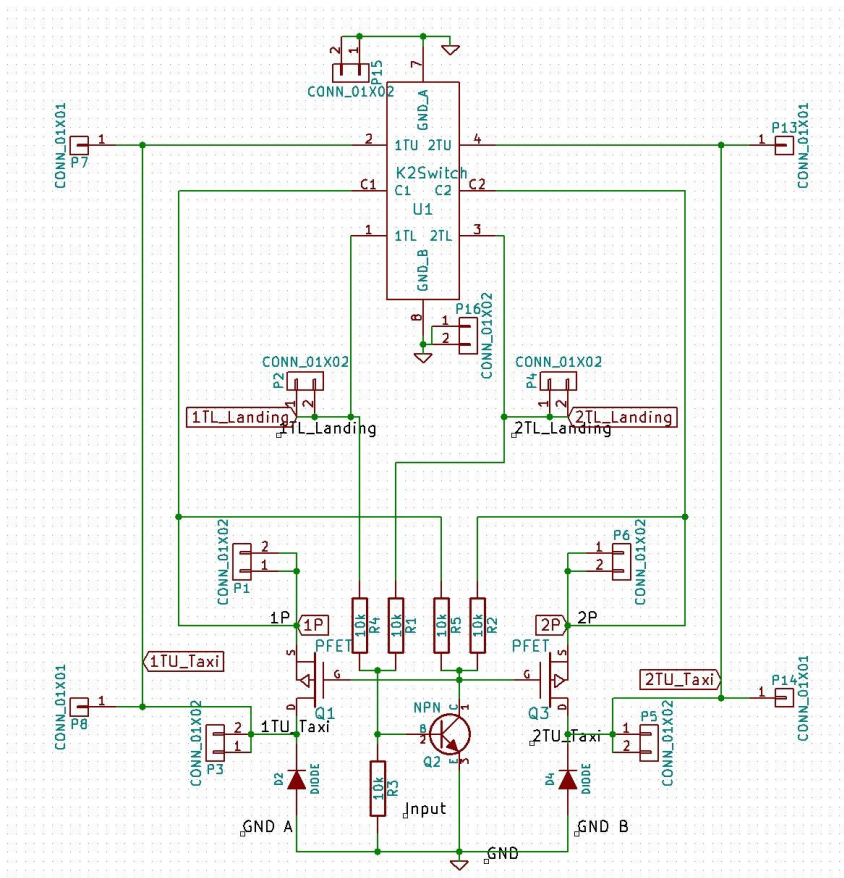 2
1
P15
CONN_01X02
7
GND_A
CONN_01X01
P7
1
2
1TU
2TU
4
1
P13
CONN_01X01
K2Switch
C1
C1
C2
C2
U1
1
1TL
2TL
3
GND_B
8
P16
1
2
CONN_01X02
CONN_01X02
P2
1
2
1TL_Landing
1TL_Landing
CONN_01X02
P4
1
2
2TL_Landing
2TL_Landing
CONN_01X02
2
1
P1
P6
1
2
CONN_01X02
1P
1P
10k
R4
10k
R1
10k
R5
10k
R2
2P
2P
PFET
S
G
D
Q1
PFET
S
G
D
Q3
1TU_Taxi
2TU_Taxi
CONN_01X01
P8
1
1
P14
CONN_01X01
CONN_01X02
2
1
P3
1TU_Taxi
NPN
C
1
B
2
E
3
Q2
2TU_Taxi
P5
1
2
CONN_01X02
D2
DIODE
10k
R3
D4
DIODE
Input
GND A
GND B
GND